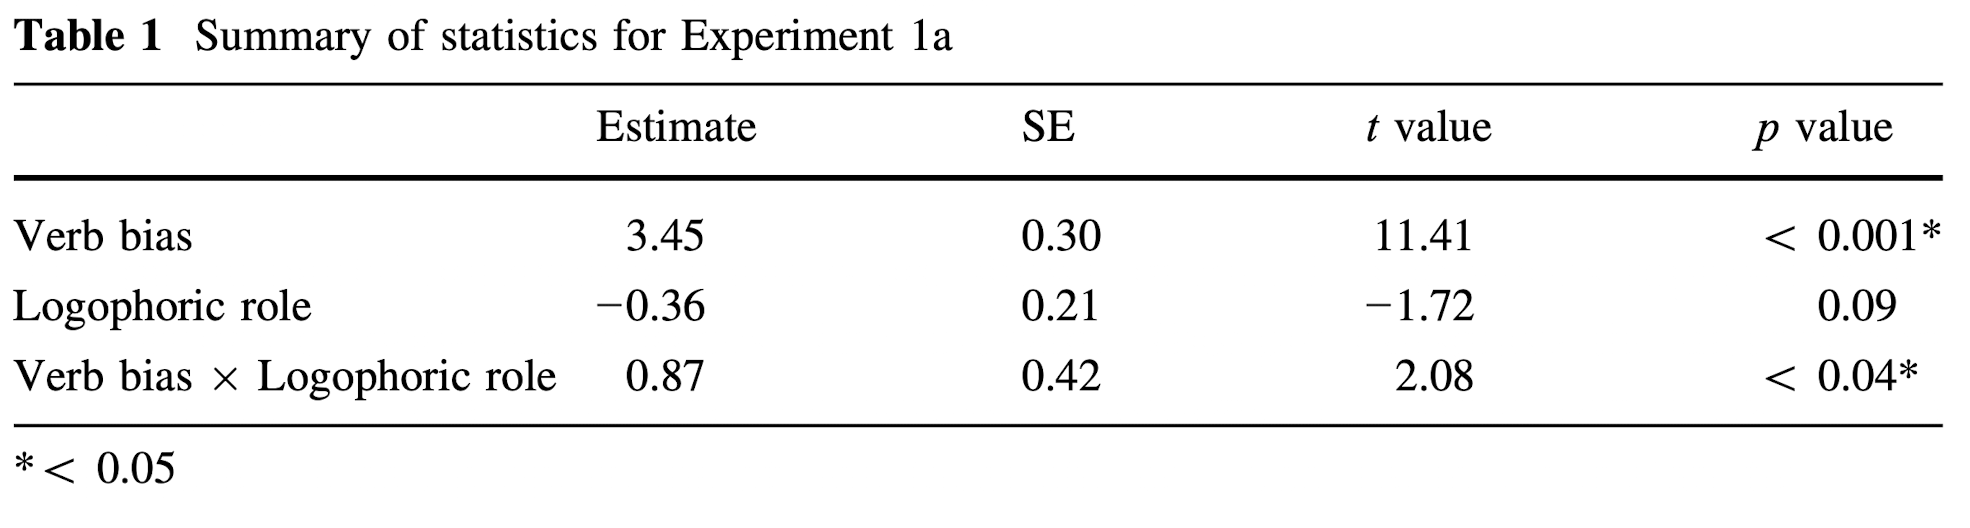 Table 1 Summary of statistics for Experiment 1a
Estimate SE t value p value
Verb bias 3.45 0.30 11.41 < 0.001*
Logophoric role −0.36 0.21 −1.72 0.09
Verb bias × Logophoric role 0.87 0.42 2.08 < 0.04*
*< 0.05